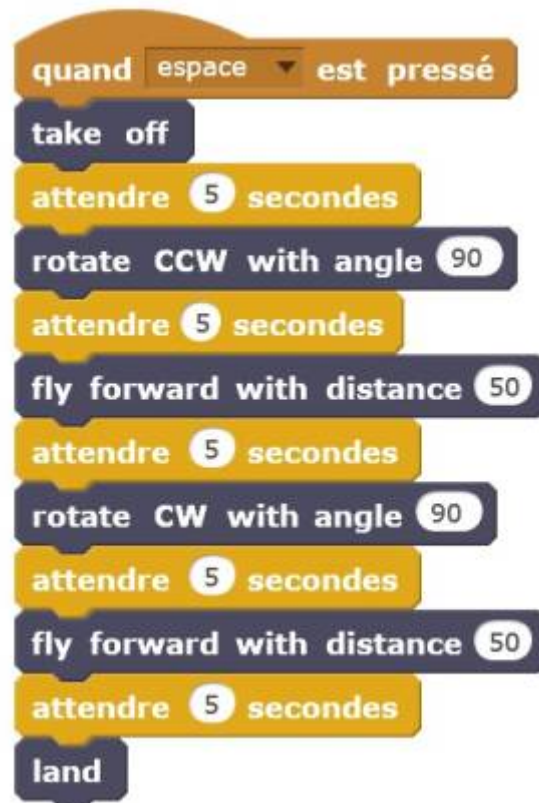 quand espace est pressé
take off
attendre 5 secondes
rotate CCW with angle 90
attendre 5 secondes
fly forward with distance 50
attendre 5 secondes
rotate CW with angle 90
attendre 5 secondes
fly forward with distance 50
attendre 5 secondes
land